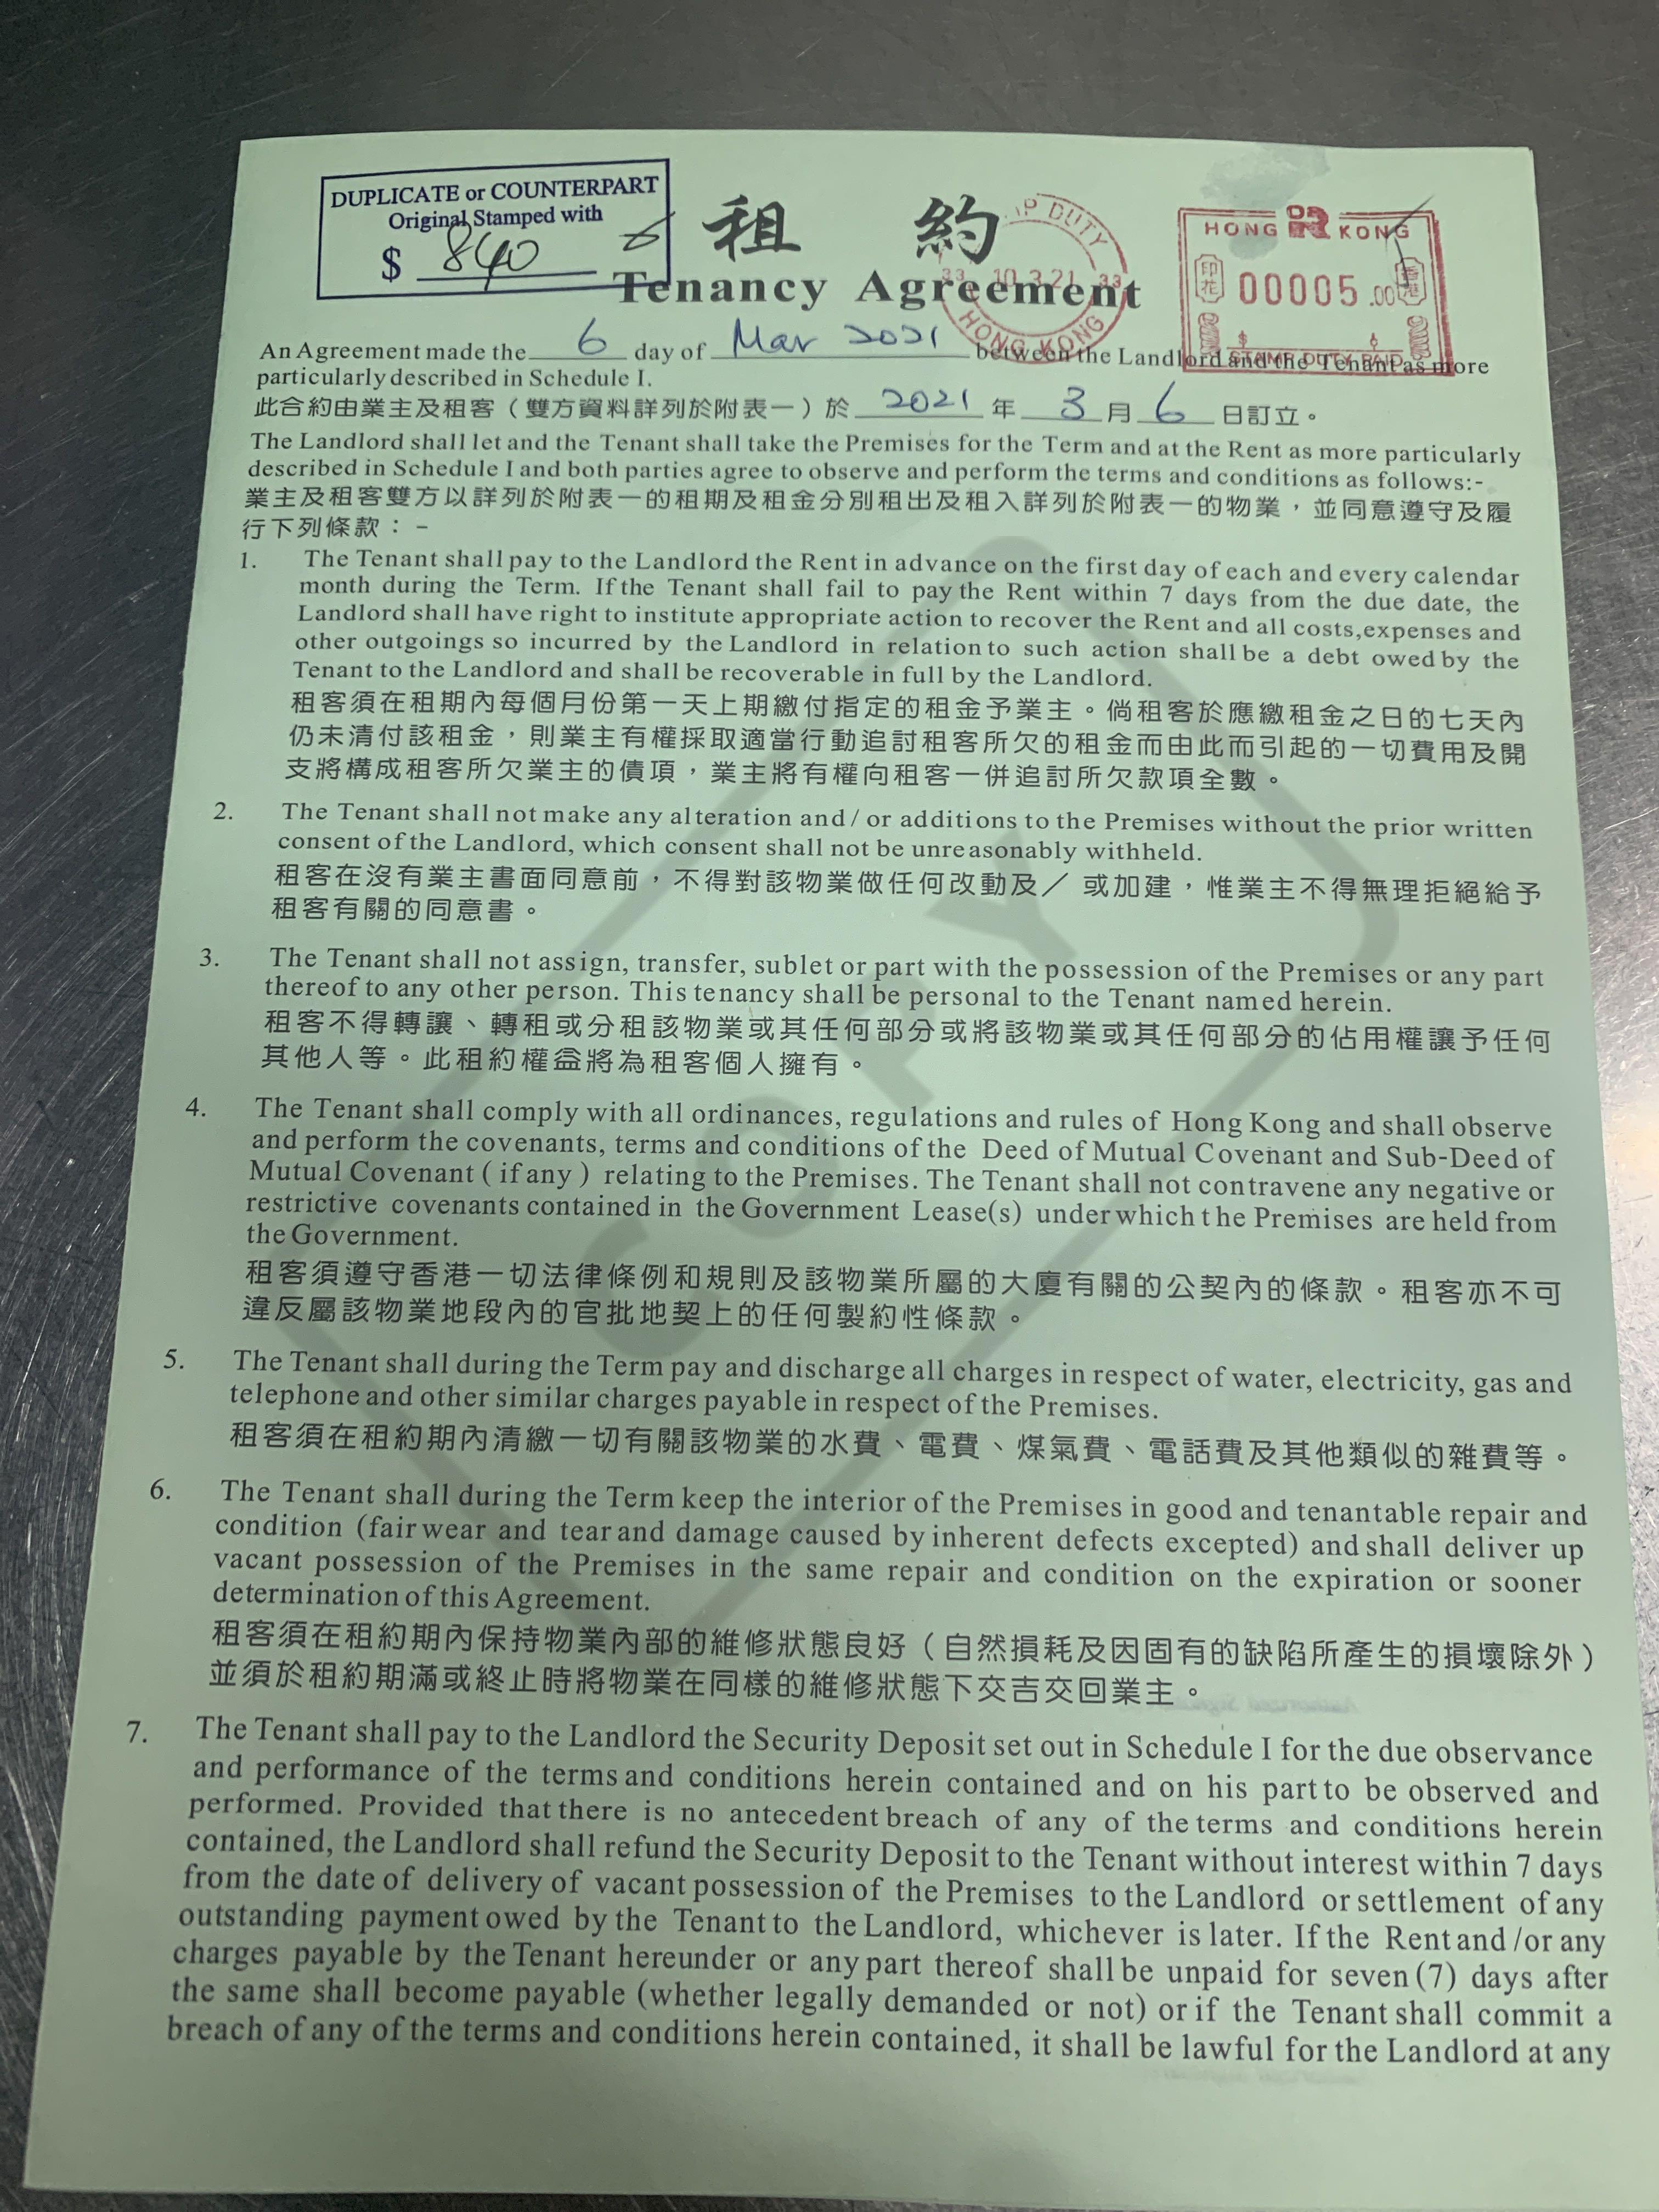 DUPLICATE or COUNTERPART
Original Stamped with
$ 840
租 約
Tenancy Agreement
DUTY
33 10.3.21 33
HONG KONG
HONG KONG
印花
00005.00
香港
STAMP DUTY PAID
An Agreement made the 6 day of Mar 2021 between the Landlord and the Tenant as more
particularly described in Schedule I.
此合約由業主及租客（雙方資料詳列於附表一）於 2021 年 3 月 6 日訂立。
The Landlord shall let and the Tenant shall take the Premises for the Term and at the Rent as more particularly
described in Schedule I and both parties agree to observe and perform the terms and conditions as follows:-
業主及租客雙方以詳列於附表一的租期及租金分別租出及租入詳列於附表一的物業，並同意遵守及履
行下列條款：-
1. The Tenant shall pay to the Landlord the Rent in advance on the first day of each and every calendar
month during the Term. If the Tenant shall fail to pay the Rent within 7 days from the due date, the
Landlord shall have right to institute appropriate action to recover the Rent and all costs,expenses and
other outgoings so incurred by the Landlord in relation to such action shall be a debt owed by the
Tenant to the Landlord and shall be recoverable in full by the Landlord.
租客須在租期內每個月份第一天上期繳付指定的租金予業主。倘租客於應繳租金之日的七天內
仍未清付該租金，則業主有權採取適當行動追討租客所欠的租金而由此而引起的一切費用及開
支將構成租客所欠業主的債項，業主將有權向租客一併追討所欠款項全數。
2. The Tenant shall not make any alteration and / or additions to the Premises without the prior written
consent of the Landlord, which consent shall not be unreasonably withheld.
租客在沒有業主書面同意前，不得對該物業做任何改動及／或加建，惟業主不得無理拒絕給予
租客有關的同意書。
3. The Tenant shall not assign, transfer, sublet or part with the possession of the Premises or any part
thereof to any other person. This tenancy shall be personal to the Tenant named herein.
租客不得轉讓、轉租或分租該物業或其任何部分或將該物業或其任何部分的佔用權讓予任何
其他人等。此租約權益將為租客個人擁有。
4. The Tenant shall comply with all ordinances, regulations and rules of Hong Kong and shall observe
and perform the covenants, terms and conditions of the Deed of Mutual Covenant and Sub-Deed of
Mutual Covenant ( if any ) relating to the Premises. The Tenant shall not contravene any negative or
restrictive covenants contained in the Government Lease(s) under which the Premises are held from
the Government.
租客須遵守香港一切法律條例和規則及該物業所屬的大廈有關的公契內的條款。租客亦不可
違反屬該物業地段內的官批地契上的任何製約性條款。
5. The Tenant shall during the Term pay and discharge all charges in respect of water, electricity, gas and
telephone and other similar charges payable in respect of the Premises.
租客須在租約期內清繳一切有關該物業的水費、電費、煤氣費、電話費及其他類似的雜費等。
6. The Tenant shall during the Term keep the interior of the Premises in good and tenantable repair and
condition (fair wear and tear and damage caused by inherent defects excepted) and shall deliver up
vacant possession of the Premises in the same repair and condition on the expiration or sooner
determination of this Agreement.
租客須在租約期內保持物業內部的維修狀態良好（自然損耗及因固有的缺陷所產生的損壞除外）
並須於租約期滿或終止時將物業在同樣的維修狀態下交吉交回業主。
7. The Tenant shall pay to the Landlord the Security Deposit set out in Schedule I for the due observance
and performance of the terms and conditions herein contained and on his part to be observed and
performed. Provided that there is no antecedent breach of any of the terms and conditions herein
contained, the Landlord shall refund the Security Deposit to the Tenant without interest within 7 days
from the date of delivery of vacant possession of the Premises to the Landlord or settlement of any
outstanding payment owed by the Tenant to the Landlord, whichever is later. If the Rent and /or any
charges payable by the Tenant hereunder or any part thereof shall be unpaid for seven (7) days after
the same shall become payable (whether legally demanded or not) or if the Tenant shall commit a
breach of any of the terms and conditions herein contained, it shall be lawful for the Landlord at any
COPY